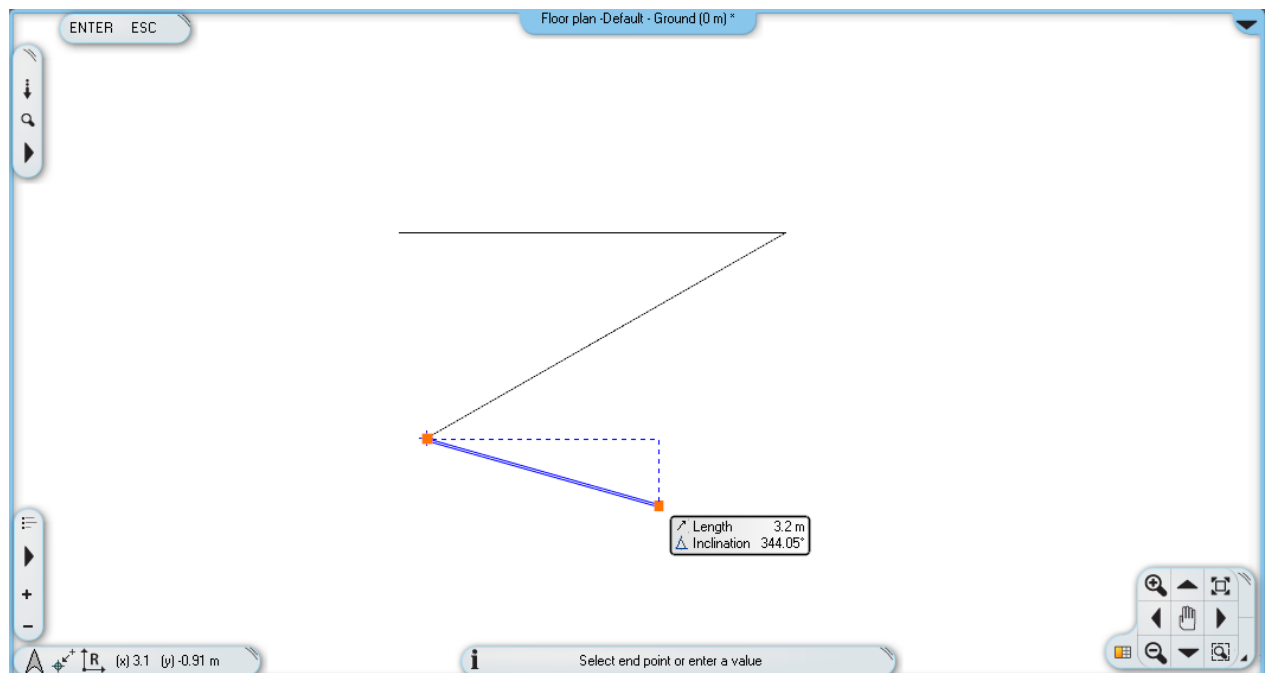 ENTER ESC
Floor plan -Default - Ground (0 m) *
Length 3.2 m
Inclination 344.05°
R (x) 3.1 (y) -0.91 m
i Select end point or enter a value